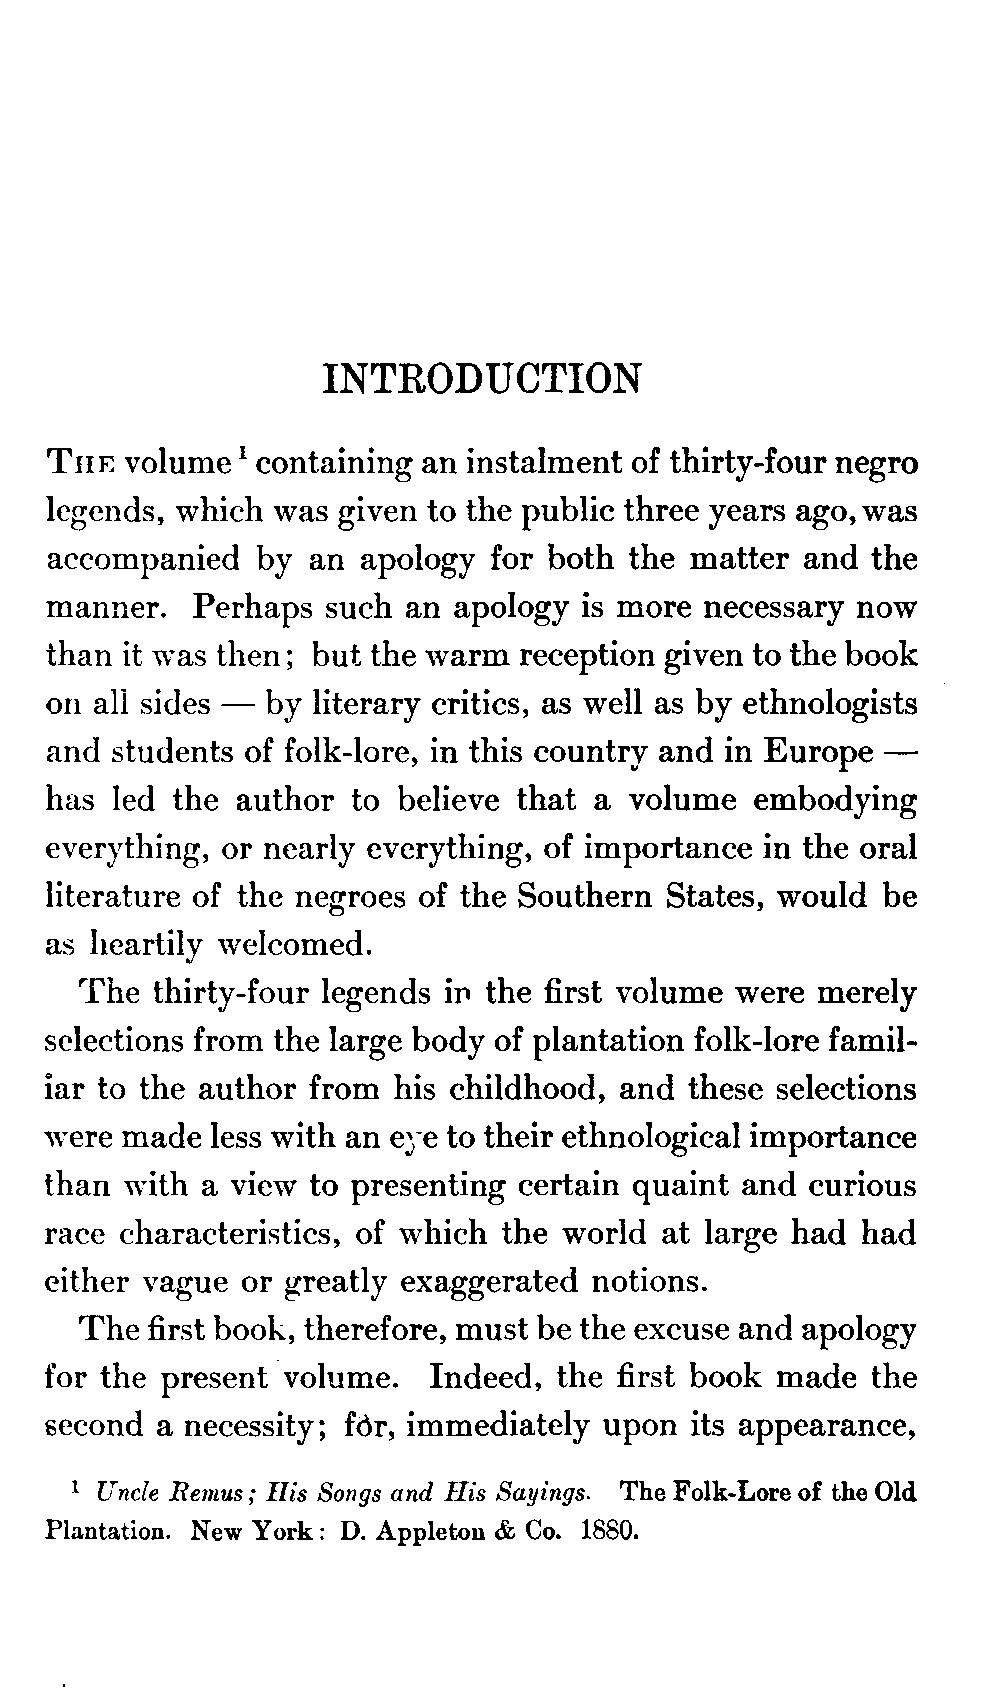 INTRODUCTION
THE volume ¹ containing an instalment of thirty-four negro
legends, which was given to the public three years ago, was
accompanied by an apology for both the matter and the
manner. Perhaps such an apology is more necessary now
than it was then; but the warm reception given to the book
on all sides — by literary critics, as well as by ethnologists
and students of folk-lore, in this country and in Europe —
has led the author to believe that a volume embodying
everything, or nearly everything, of importance in the oral
literature of the negroes of the Southern States, would be
as heartily welcomed.
The thirty-four legends in the first volume were merely
selections from the large body of plantation folk-lore famil-
iar to the author from his childhood, and these selections
were made less with an eye to their ethnological importance
than with a view to presenting certain quaint and curious
race characteristics, of which the world at large had had
either vague or greatly exaggerated notions.
The first book, therefore, must be the excuse and apology
for the present volume. Indeed, the first book made the
second a necessity; for, immediately upon its appearance,
¹ Uncle Remus; His Songs and His Sayings. The Folk-Lore of the Old
Plantation. New York: D. Appleton & Co. 1880.